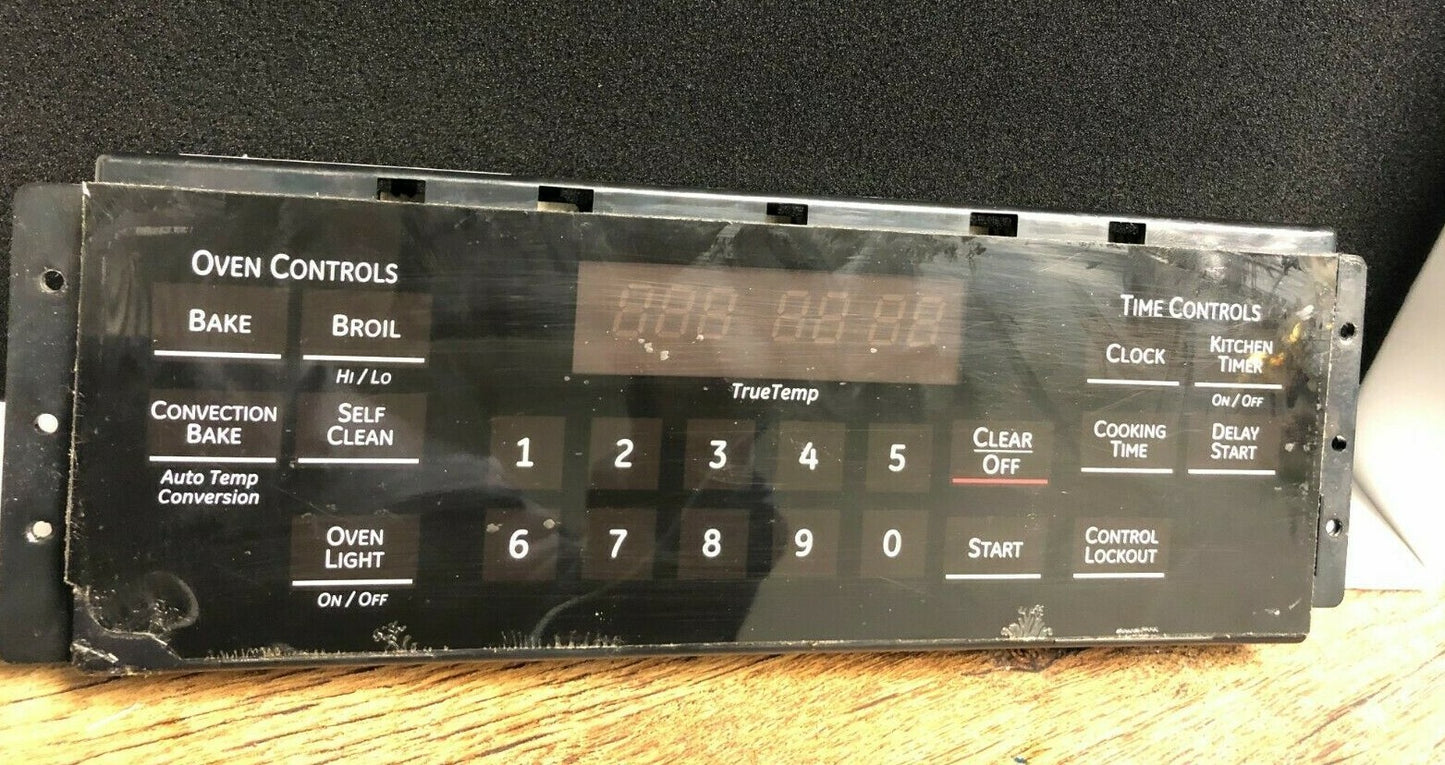 OVEN CONTROLS
BAKE
BROIL
HI / LO
CONVECTION
BAKE
Auto Temp
Conversion
SELF
CLEAN
OVEN
LIGHT
ON / OFF
TrueTemp
1 2 3 4 5
6 7 8 9 0
CLEAR
OFF
START
TIME CONTROLS
CLOCK
KITCHEN
TIMER
ON / OFF
COOKING
TIME
DELAY
START
CONTROL
LOCKOUT